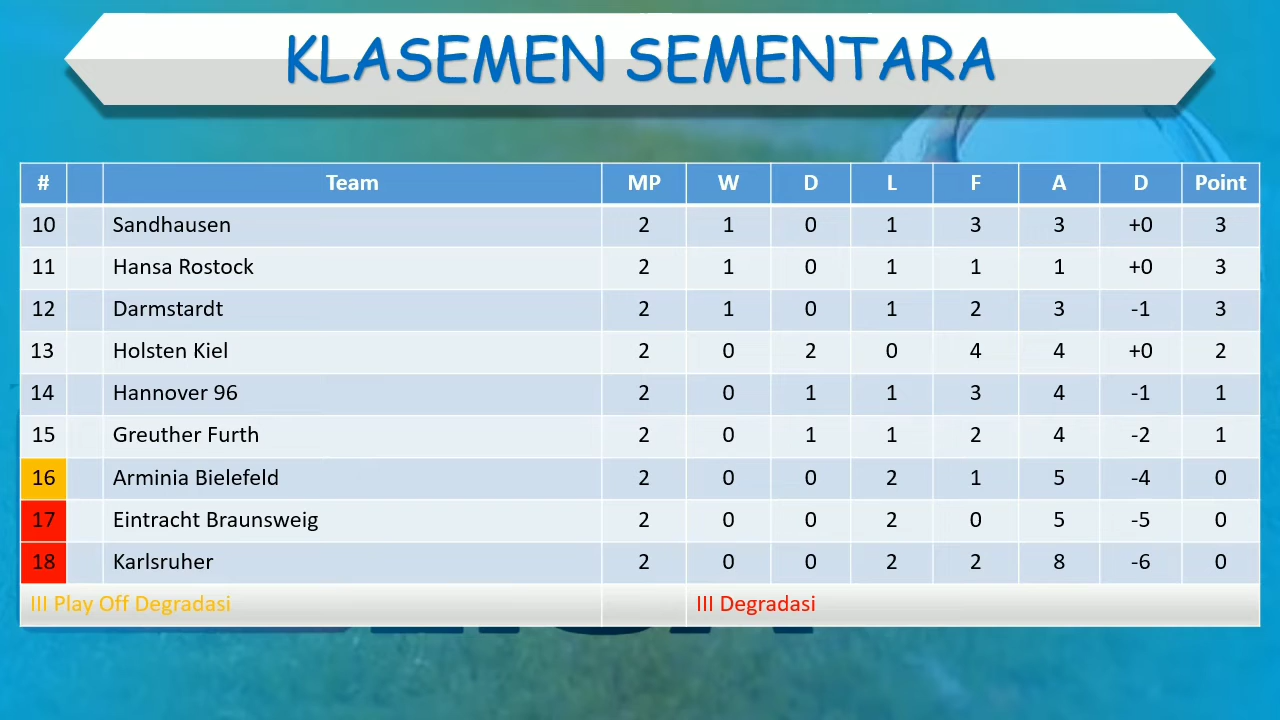 KLASEMEN SEMENTARA
# Team MP W D L F A D Point
10 Sandhausen 2 1 0 1 3 3 +0 3
11 Hansa Rostock 2 1 0 1 1 1 +0 3
12 Darmstardt 2 1 0 1 2 3 -1 3
13 Holsten Kiel 2 0 2 0 4 4 +0 2
14 Hannover 96 2 0 1 1 3 4 -1 1
15 Greuther Furth 2 0 1 1 2 4 -2 1
16 Arminia Bielefeld 2 0 0 2 1 5 -4 0
17 Eintracht Braunsweig 2 0 0 2 0 5 -5 0
18 Karlsruher 2 0 0 2 2 8 -6 0
III Play Off Degradasi III Degradasi